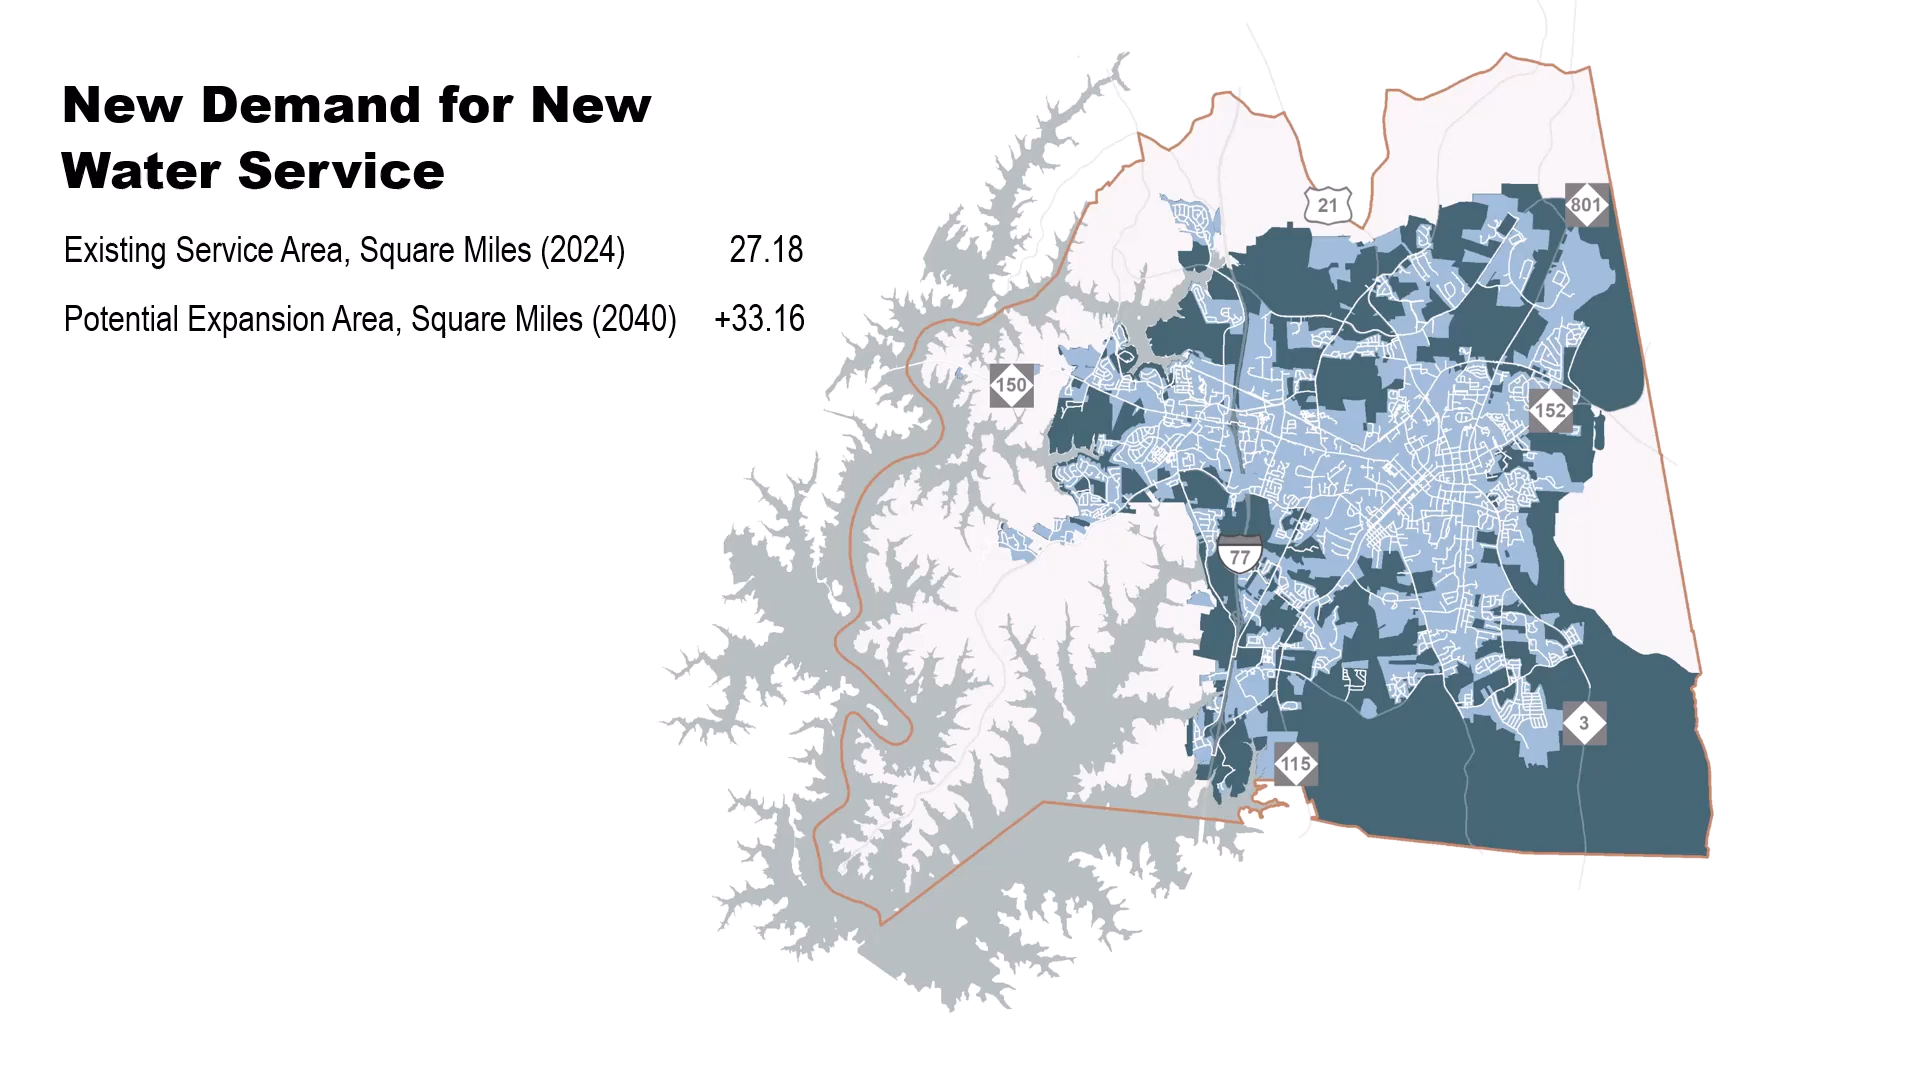 New Demand for New
Water Service
Existing Service Area, Square Miles (2024) 27.18
Potential Expansion Area, Square Miles (2040) +33.16
21
801
150
152
77
3
115